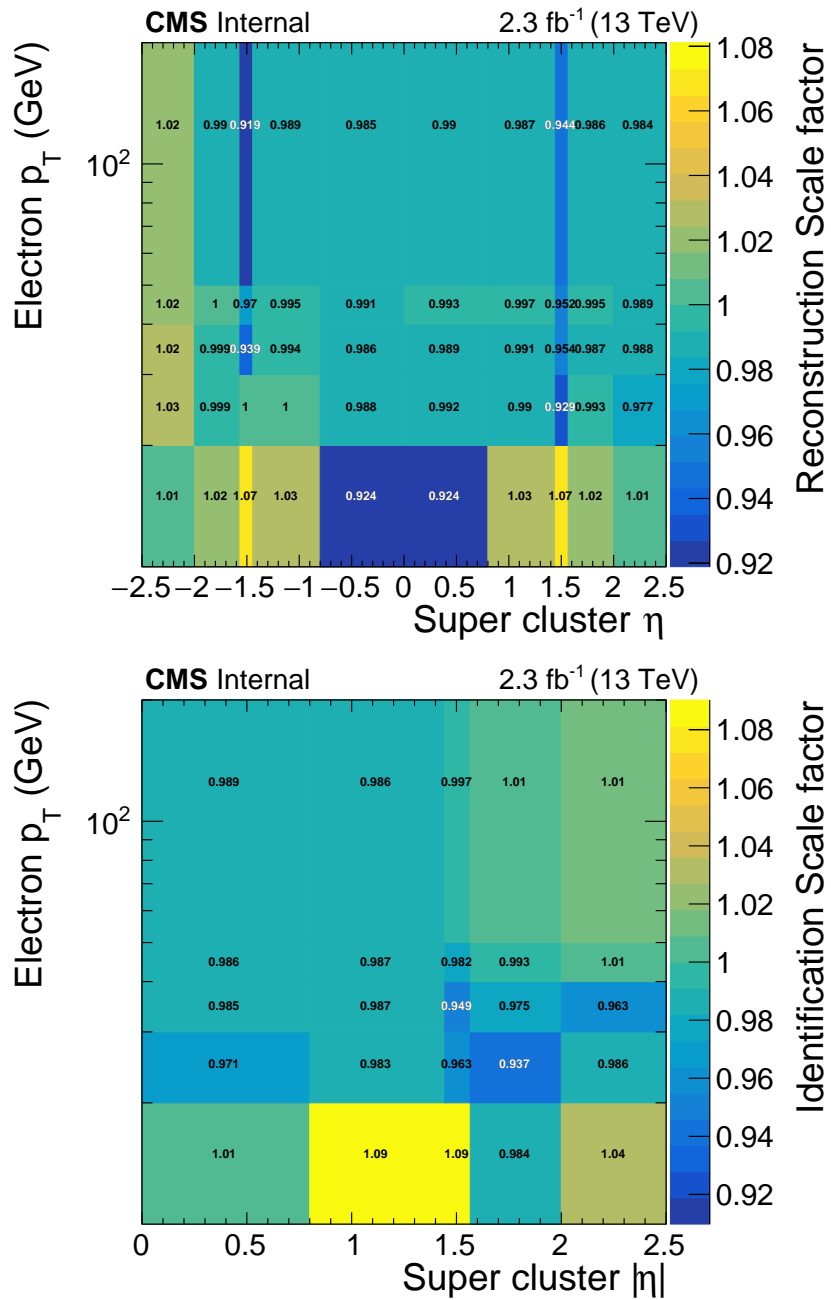 CMS Internal 2.3 fb⁻¹ (13 TeV)
Electron p_T (GeV)
10²
1.02 0.99 0.919 0.989 0.985 0.99 0.987 0.944 0.986 0.984
1.02 1 0.97 0.995 0.991 0.993 0.997 0.952 0.995 0.989
1.02 0.999 0.939 0.994 0.986 0.989 0.991 0.954 0.987 0.988
1.03 0.999 1 1 0.988 0.992 0.99 0.929 0.993 0.977
1.01 1.02 1.07 1.03 0.924 0.924 1.03 1.07 1.02 1.01
−2.5 −2 −1.5 −1 −0.5 0 0.5 1 1.5 2 2.5
Super cluster η
1.08
1.06
1.04
1.02
1
0.98
0.96
0.94
0.92
Reconstruction Scale factor
CMS Internal 2.3 fb⁻¹ (13 TeV)
Electron p_T (GeV)
10²
0.989 0.986 0.997 1.01 1.01
0.986 0.987 0.982 0.993 1.01
0.985 0.987 0.949 0.975 0.963
0.971 0.983 0.963 0.937 0.986
1.01 1.09 1.09 0.984 1.04
0 0.5 1 1.5 2 2.5
Super cluster |η|
1.08
1.06
1.04
1.02
1
0.98
0.96
0.94
0.92
Identification Scale factor